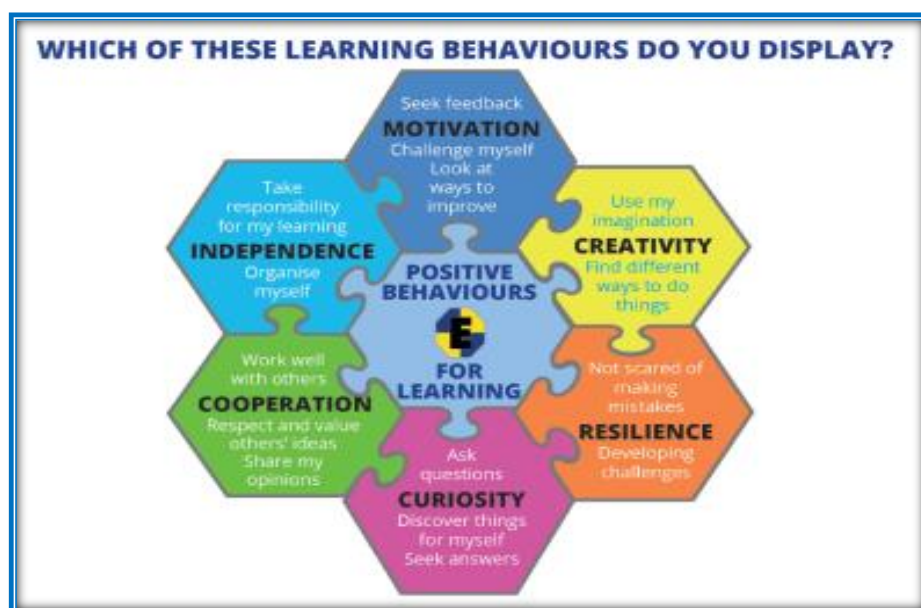 WHICH OF THESE LEARNING BEHAVIOURS DO YOU DISPLAY?
Seek feedback
MOTIVATION
Challenge myself
Look at
ways to
improve
Use my
imagination
CREATIVITY
Find different
ways to do
things
Not scared of
making
mistakes
RESILIENCE
Developing
challenges
Ask
questions
CURIOSITY
Discover things
for myself
Seek answers
Work well
with others
COOPERATION
Respect and value
others' ideas
Share my
opinions
Take
responsibility
for my learning
INDEPENDENCE
Organise
myself
POSITIVE
BEHAVIOURS
E
FOR
LEARNING